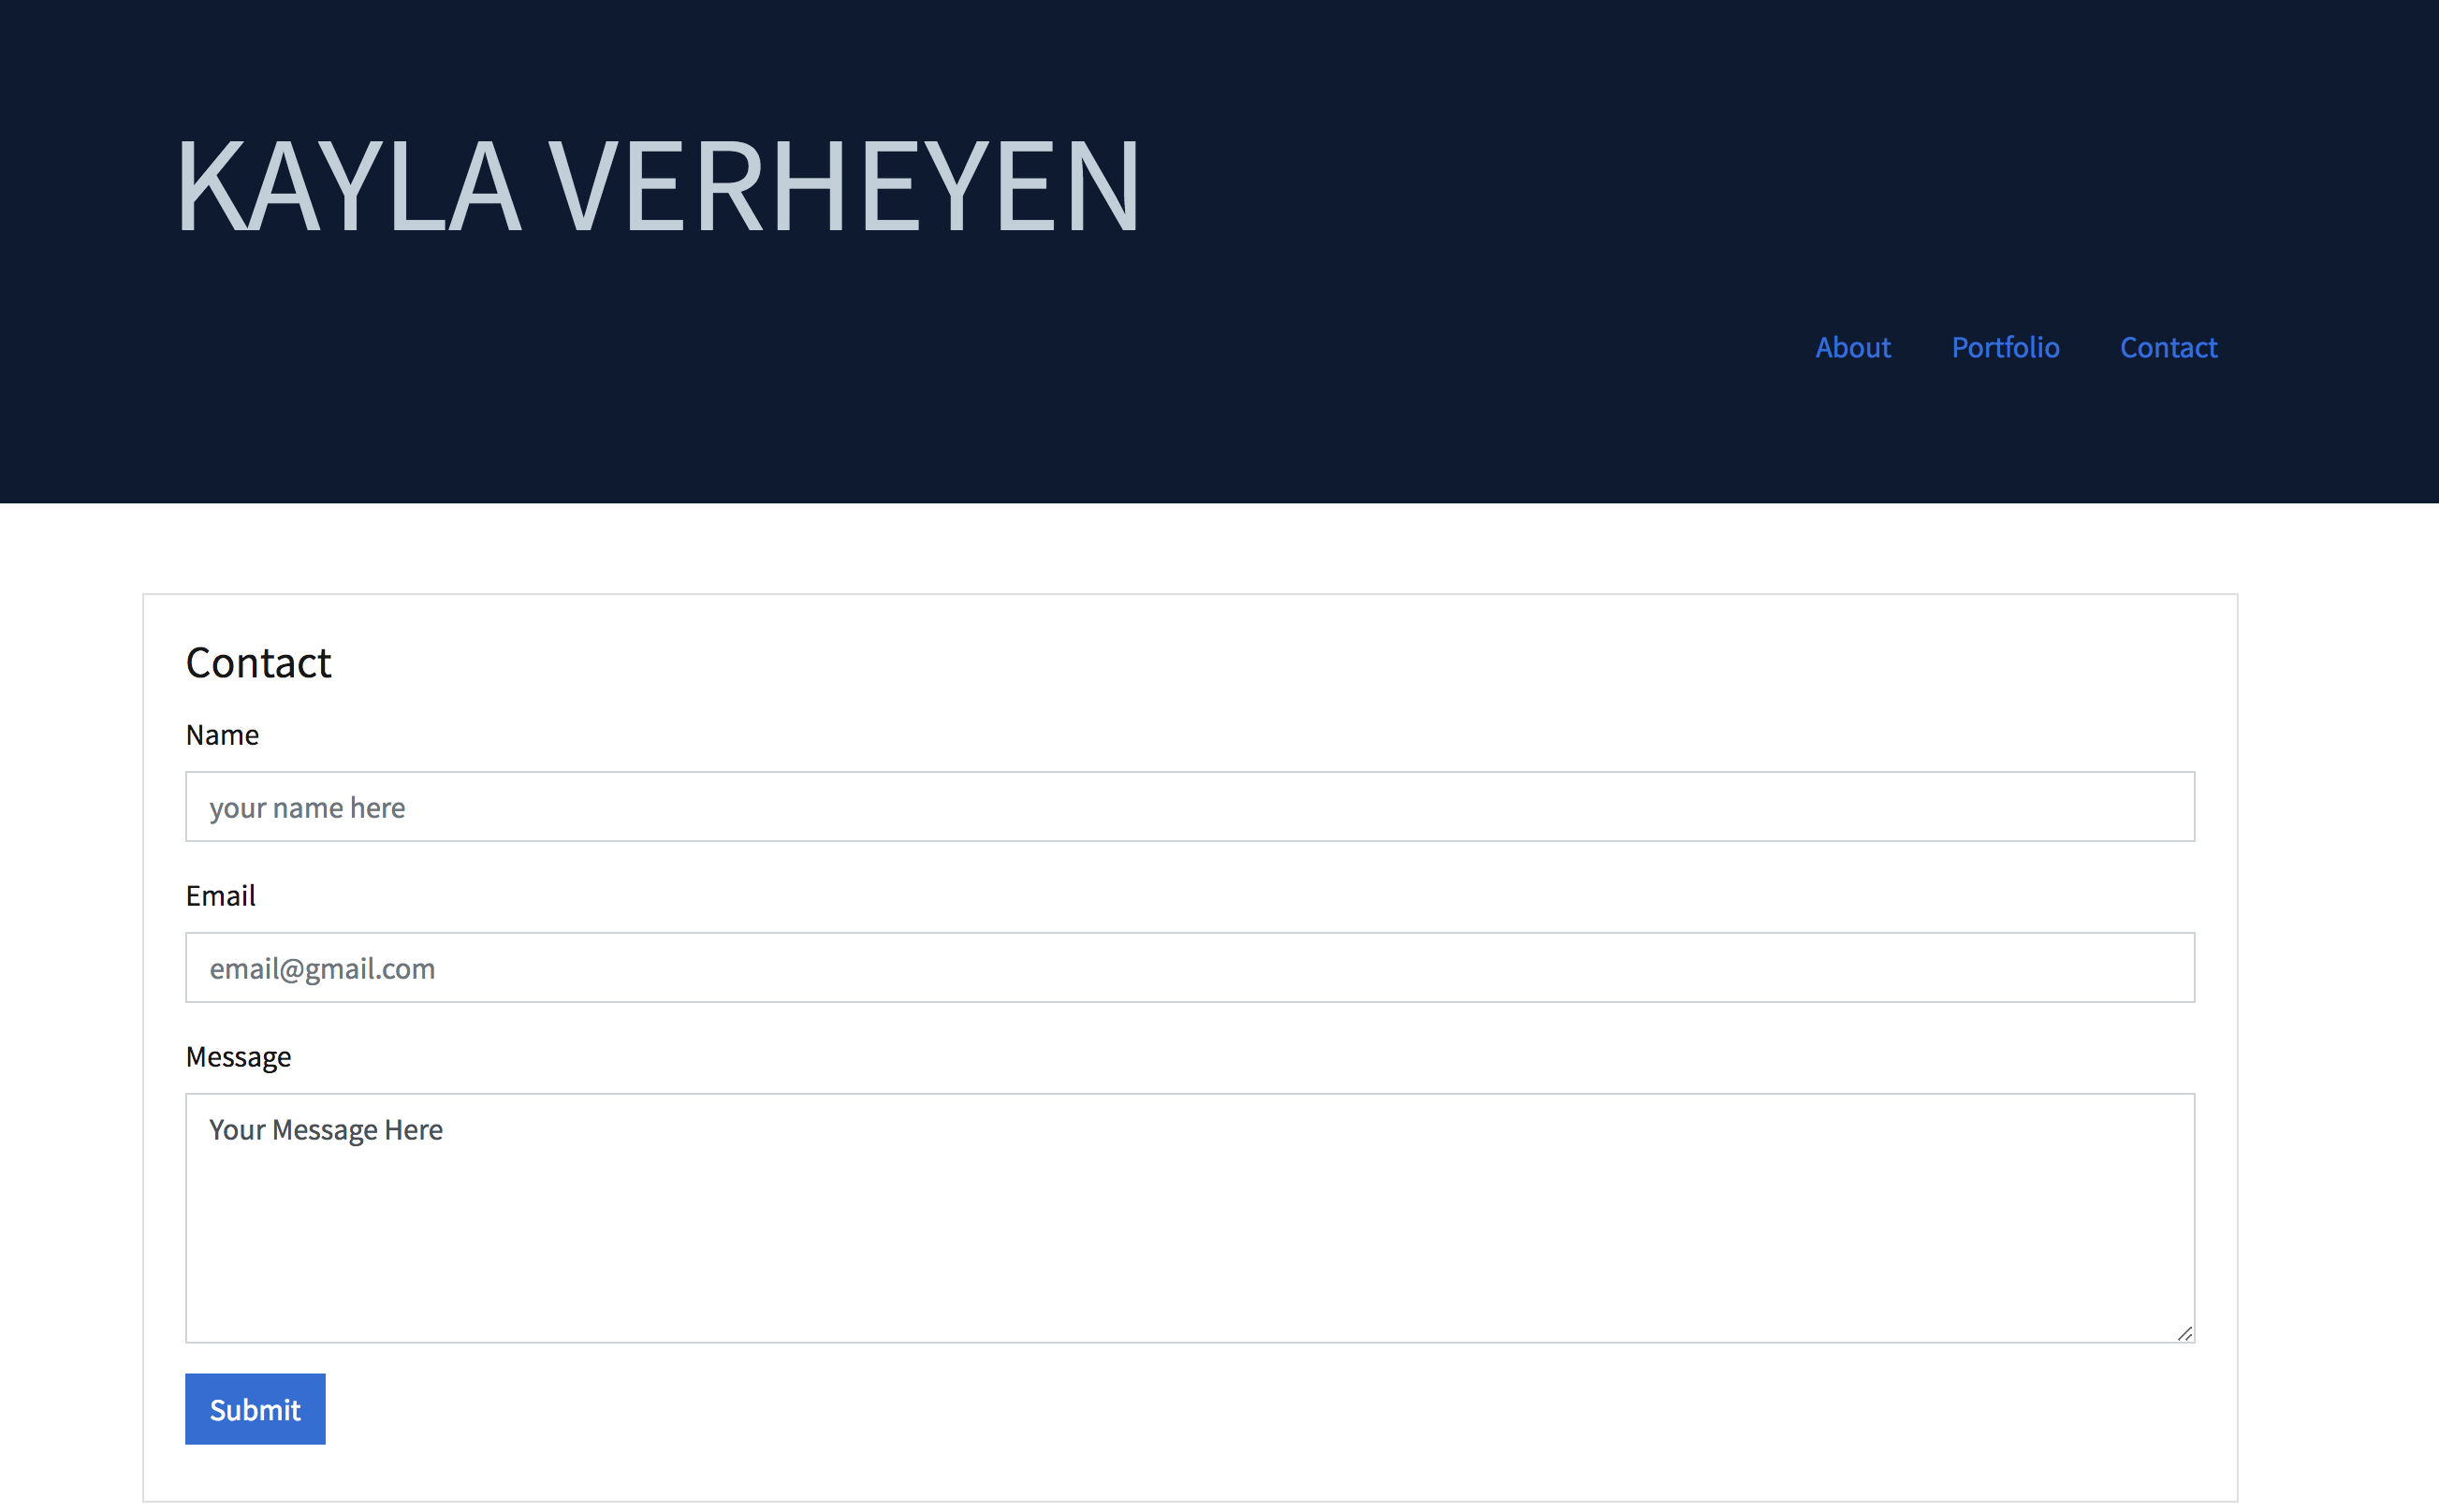 KAYLA VERHEYEN
About Portfolio Contact
Contact
Name
your name here
Email
email@gmail.com
Message
Your Message Here
Submit